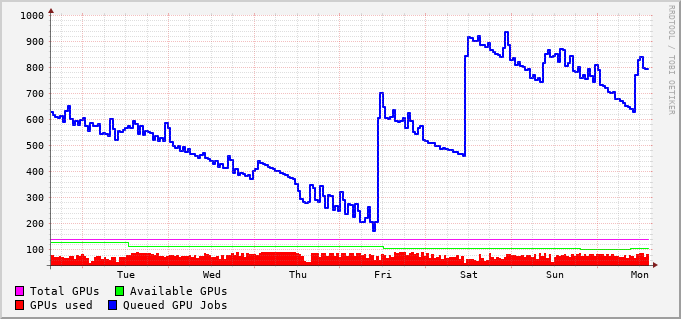 1000
900
800
700
600
500
400
300
200
100
Tue Wed Thu Fri Sat Sun Mon
Total GPUs Available GPUs
GPUs used Queued GPU Jobs
RRDTOOL / TOBI OETIKER